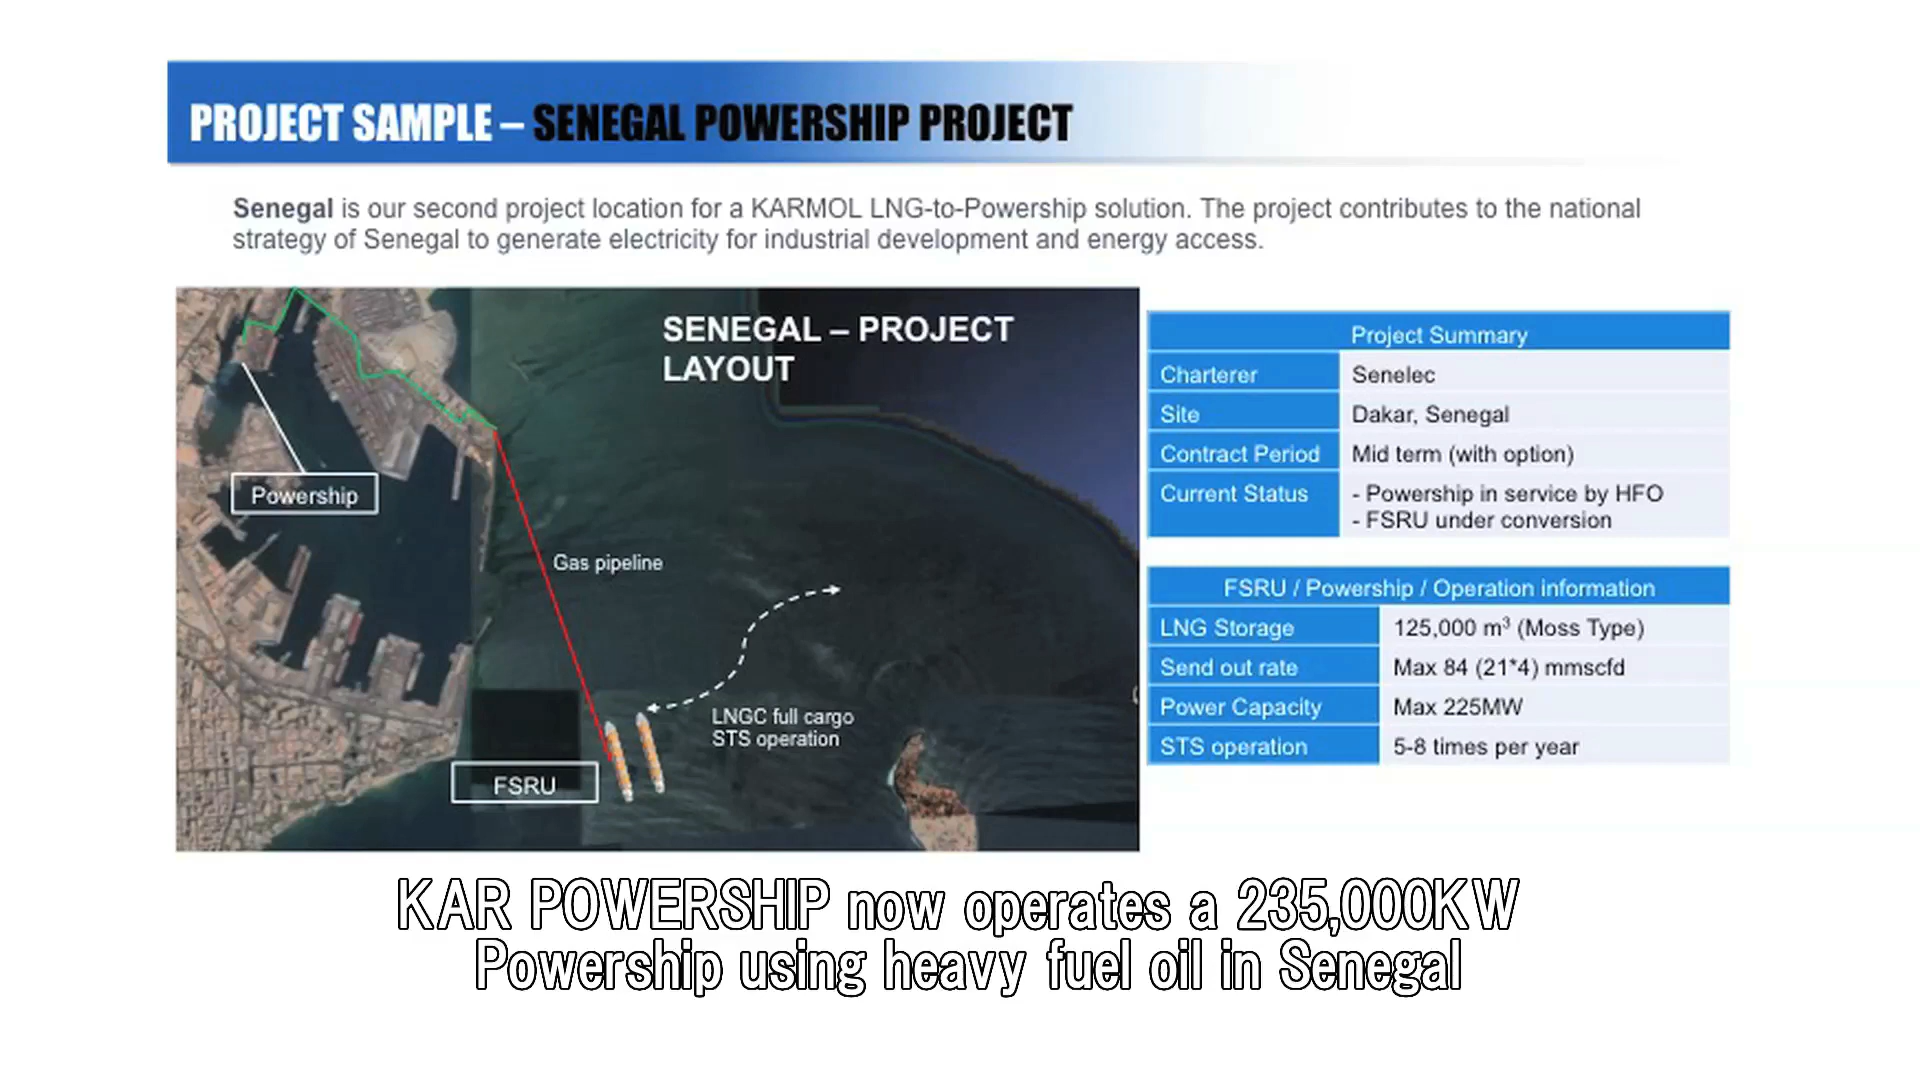 PROJECT SAMPLE – SENEGAL POWERSHIP PROJECT
Senegal is our second project location for a KARMOL LNG-to-Powership solution. The project contributes to the national
strategy of Senegal to generate electricity for industrial development and energy access.
SENEGAL – PROJECT
LAYOUT
Powership
Gas pipeline
LNGC full cargo
STS operation
FSRU
Project Summary
Charterer Senelec
Site Dakar, Senegal
Contract Period Mid term (with option)
Current Status - Powership in service by HFO
- FSRU under conversion
FSRU / Powership / Operation information
LNG Storage 125,000 m³ (Moss Type)
Send out rate Max 84 (21*4) mmscfd
Power Capacity Max 225MW
STS operation 5-8 times per year
KAR POWERSHIP now operates a 235,000KW
Powership using heavy fuel oil in Senegal